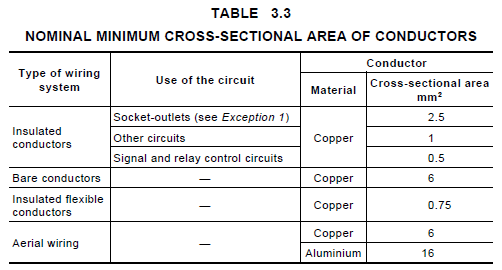 TABLE 3.3
NOMINAL MINIMUM CROSS-SECTIONAL AREA OF CONDUCTORS
Type of wiring system
Use of the circuit
Conductor
Material
Cross-sectional area mm²
Insulated conductors
Socket-outlets (see Exception 1)
Copper
2.5
Other circuits
1
Signal and relay control circuits
0.5
Bare conductors
—
Copper
6
Insulated flexible conductors
—
Copper
0.75
Aerial wiring
—
Copper
6
Aluminium
16